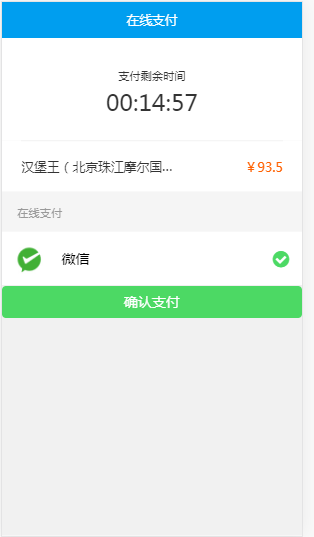 在线支付
支付剩余时间
00:14:57
汉堡王（北京珠江摩尔国... ￥93.5
在线支付
微信
确认支付